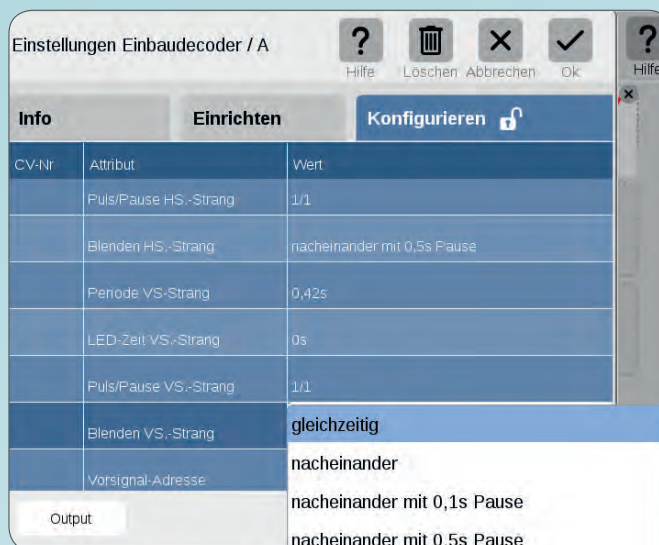 Einstellungen Einbaudecoder / A
?
Hilfe Löschen Abbrechen Ok
?
Hilfe
Info Einrichten Konfigurieren
CV-Nr Attribut Wert
Puls/Pause HS.-Strang 1/1
Blenden HS.-Strang nacheinander mit 0,5s Pause
Periode VS-Strang 0,42s
LED-Zeit VS.-Strang 0s
Puls/Pause VS.-Strang 1/1
Blenden VS.-Strang gleichzeitig
nacheinander
Vorsignal-Adresse
nacheinander mit 0,1s Pause
Output
nacheinander mit 0,5s Pause